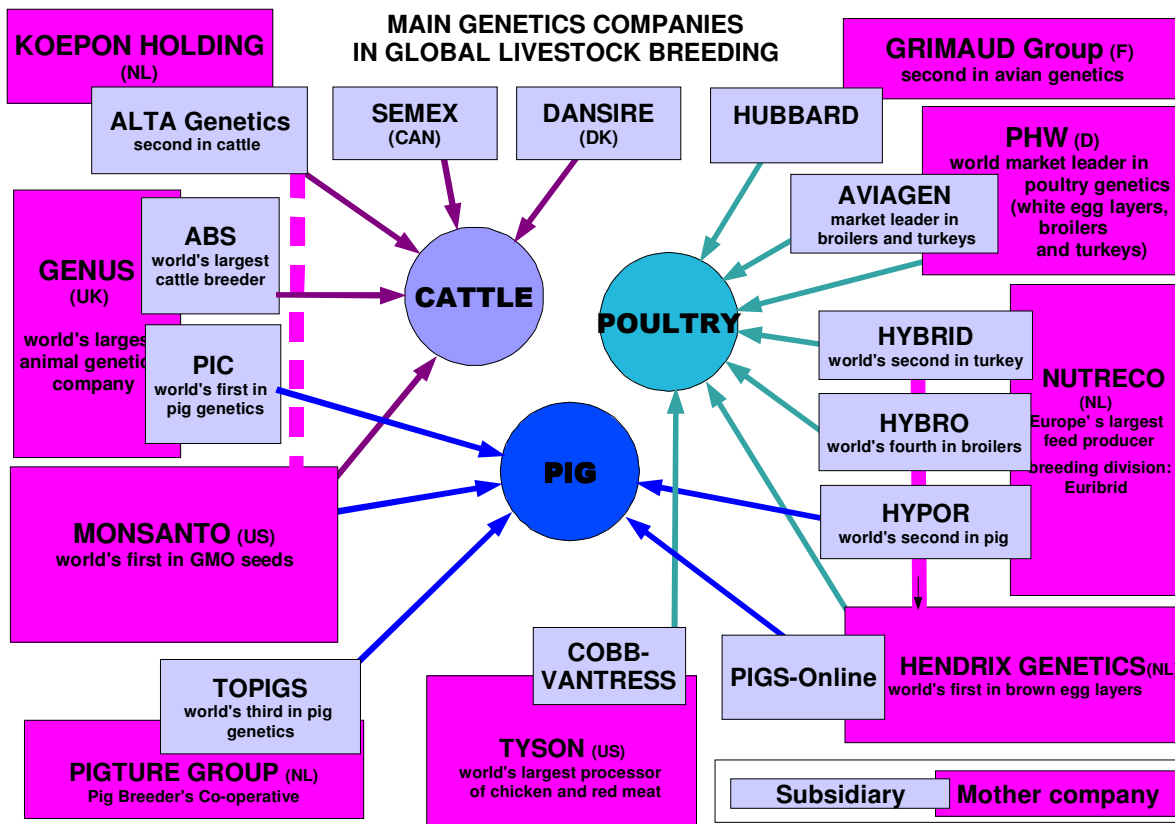 MAIN GENETICS COMPANIES
IN GLOBAL LIVESTOCK BREEDING
KOEPON HOLDING
(NL)
ALTA Genetics
second in cattle
SEMEX
(CAN)
DANSIRE
(DK)
HUBBARD
GRIMAUD Group (F)
second in avian genetics
PHW (D)
world market leader in
poultry genetics
(white egg layers,
broilers
and turkeys)
AVIAGEN
market leader in
broilers and turkeys
GENUS
(UK)
world's larges
animal genetic
company
ABS
world's largest
cattle breeder
PIC
world's first in
pig genetics
CATTLE
POULTRY
PIG
HYBRID
world's second in turkey
HYBRO
world's fourth in broilers
HYPOR
world's second in pig
NUTRECO
(NL)
Europe' s largest
feed producer
breeding division:
Euribrid
MONSANTO (US)
world's first in GMO seeds
TOPIGS
world's third in pig
genetics
PIGTURE GROUP (NL)
Pig Breeder's Co-operative
COBB-
VANTRESS
TYSON (US)
world's largest processor
of chicken and red meat
PIGS-Online
HENDRIX GENETICS(NL
world's first in brown egg layers
Subsidiary
Mother company